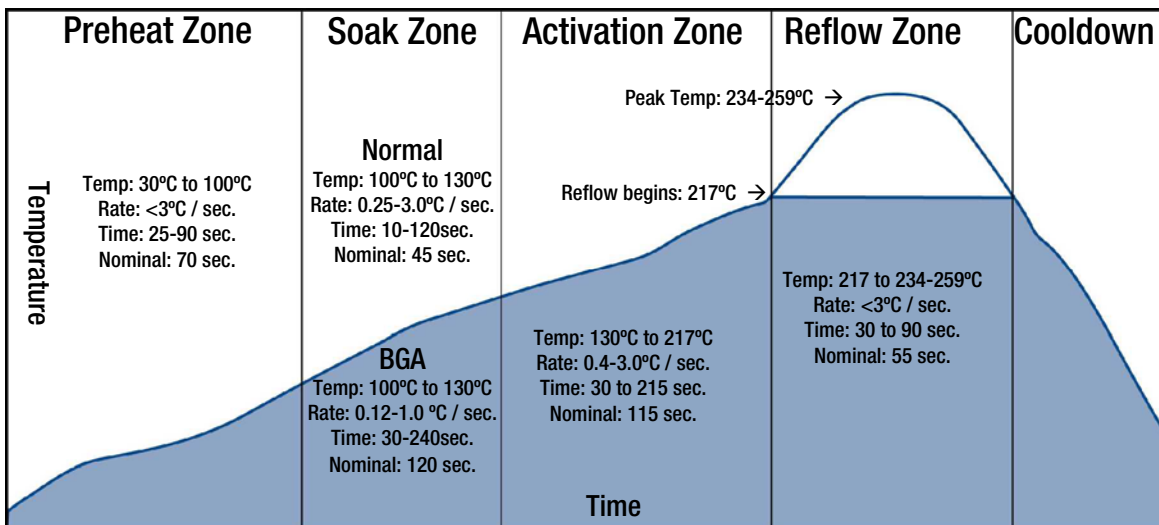 Preheat Zone
Soak Zone
Activation Zone
Reflow Zone
Cooldown
Temperature
Temp: 30ºC to 100ºC
Rate: <3ºC / sec.
Time: 25-90 sec.
Nominal: 70 sec.
Normal
Temp: 100ºC to 130ºC
Rate: 0.25-3.0ºC / sec.
Time: 10-120sec.
Nominal: 45 sec.
BGA
Temp: 100ºC to 130ºC
Rate: 0.12-1.0 ºC / sec.
Time: 30-240sec.
Nominal: 120 sec.
Temp: 130ºC to 217ºC
Rate: 0.4-3.0ºC / sec.
Time: 30 to 215 sec.
Nominal: 115 sec.
Peak Temp: 234-259ºC →
Reflow begins: 217ºC →
Temp: 217 to 234-259ºC
Rate: <3ºC / sec.
Time: 30 to 90 sec.
Nominal: 55 sec.
Time